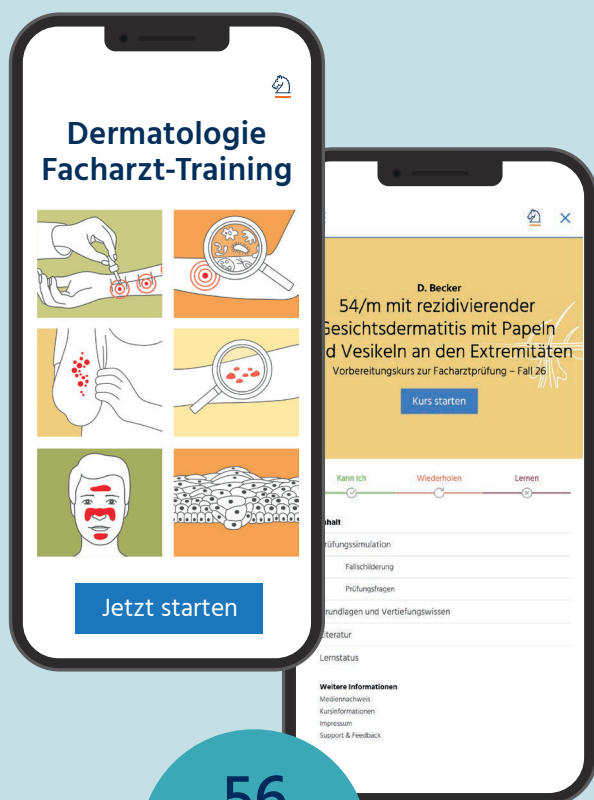 Dermatologie
Facharzt-Training
Jetzt starten
D. Becker
54/m mit rezidivierender
Gesichtsdermatitis mit Papeln
d Vesikeln an den Extremitäten
Vorbereitungskurs zur Facharztprüfung – Fall 26
Kurs starten
Kann ich
Wiederholen
Lernen
nhalt
rüfungssimulation
Fallschilderung
Prüfungsfragen
rundlagen und Vertiefungswissen
iteratur
Lernstatus
Weitere Informationen
Mediennachweis
Kursinformationen
Impressum
Support & Feedback
56